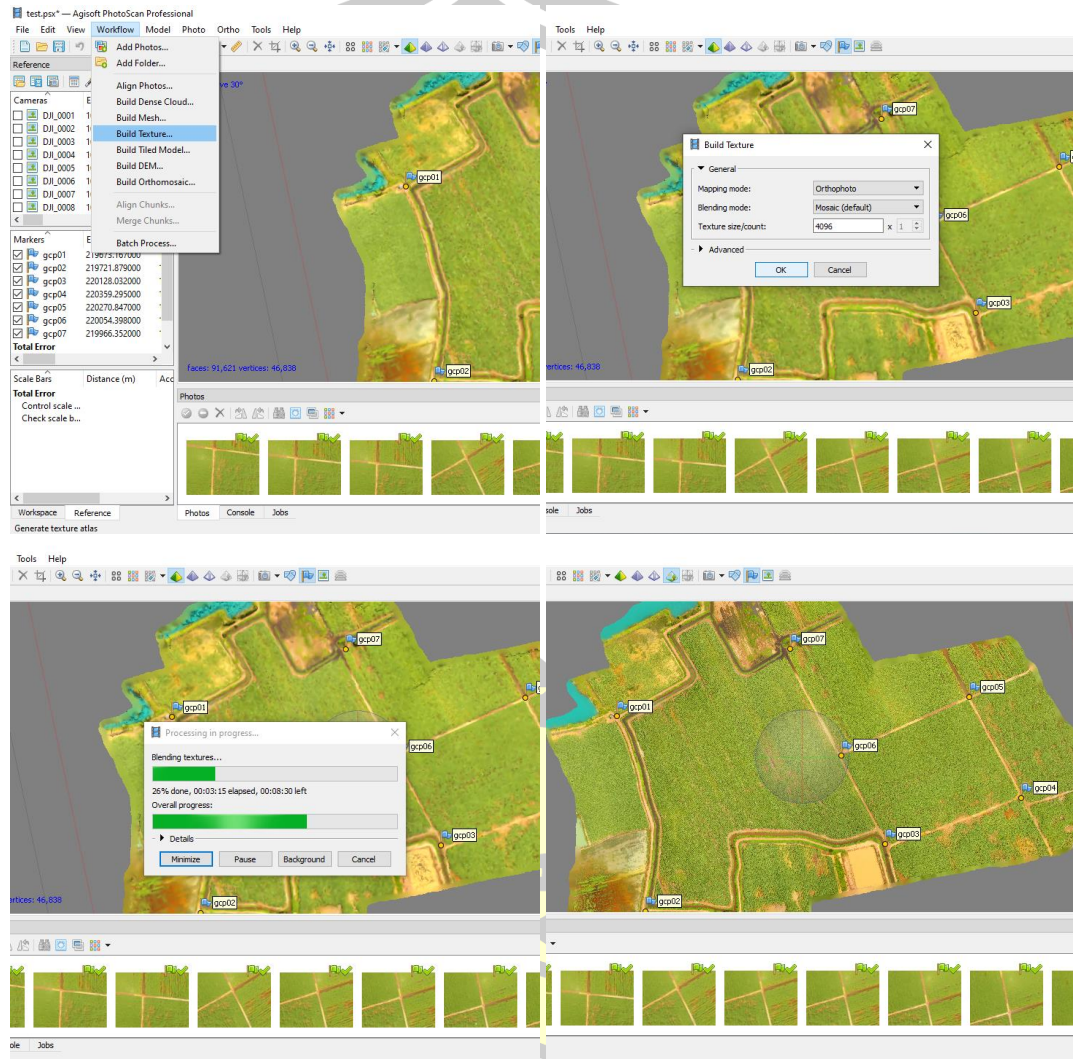 test.psx* — Agisoft PhotoScan Professional
File Edit View Workflow Model Photo Ortho Tools Help
Add Photos...
Add Folder...
Align Photos...
Build Dense Cloud...
Build Mesh...
Build Texture...
Build Tiled Model...
Build DEM...
Build Orthomosaic...
Align Chunks...
Merge Chunks...
Batch Process...
Reference
Cameras
DJI_0001
DJI_0002
DJI_0003
DJI_0004
DJI_0005
DJI_0006
DJI_0007
DJI_0008
Markers
gcp01
gcp02 219721.879000
gcp03 220128.032000
gcp04 220359.295000
gcp05 220270.847000
gcp06 220054.398000
gcp07 219966.352000
Total Error
Scale Bars Distance (m) Acc
Total Error
Control scale ...
Check scale b...
Workspace Reference
Generate texture atlas
30°
gcp01
gcp02
faces: 91,621 vertices: 46,838
Photos
Photos Console Jobs
Tools Help
gcp07
gcp06
gcp03
gcp02
Build Texture
General
Mapping mode: Orthophoto
Blending mode: Mosaic (default)
Texture size/count: 4096 x 1
Advanced
OK Cancel
vertices: 46,838
Jobs
Tools Help
gcp07
gcp01
gcp06
gcp03
gcp02
Processing in progress...
Blending textures...
26% done, 00:03:15 elapsed, 00:08:30 left
Overall progress:
Details
Minimize Pause Background Cancel
46,838
Jobs
gcp07
gcp05
gcp01
gcp06
gcp04
gcp03
gcp02